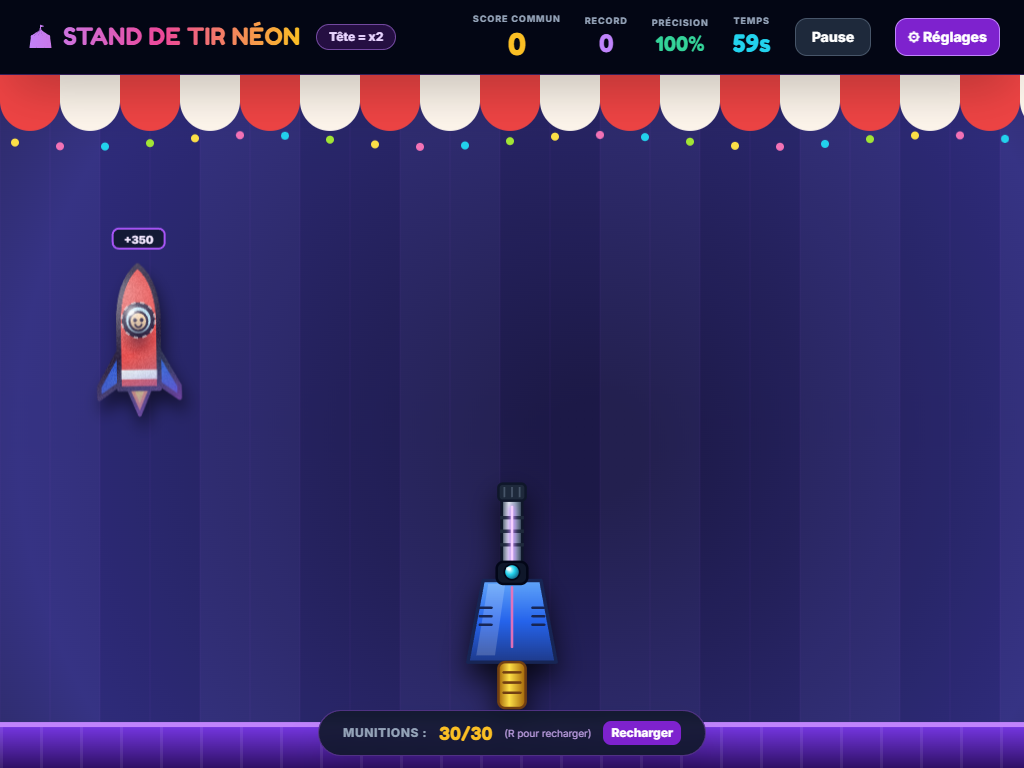 STAND DE TIR NÉON
Tête = x2
SCORE COMMUN
0
RECORD
0
PRÉCISION
100%
TEMPS
59s
Pause
⚙ Réglages
+350
MUNITIONS : 30/30 (R pour recharger) Recharger